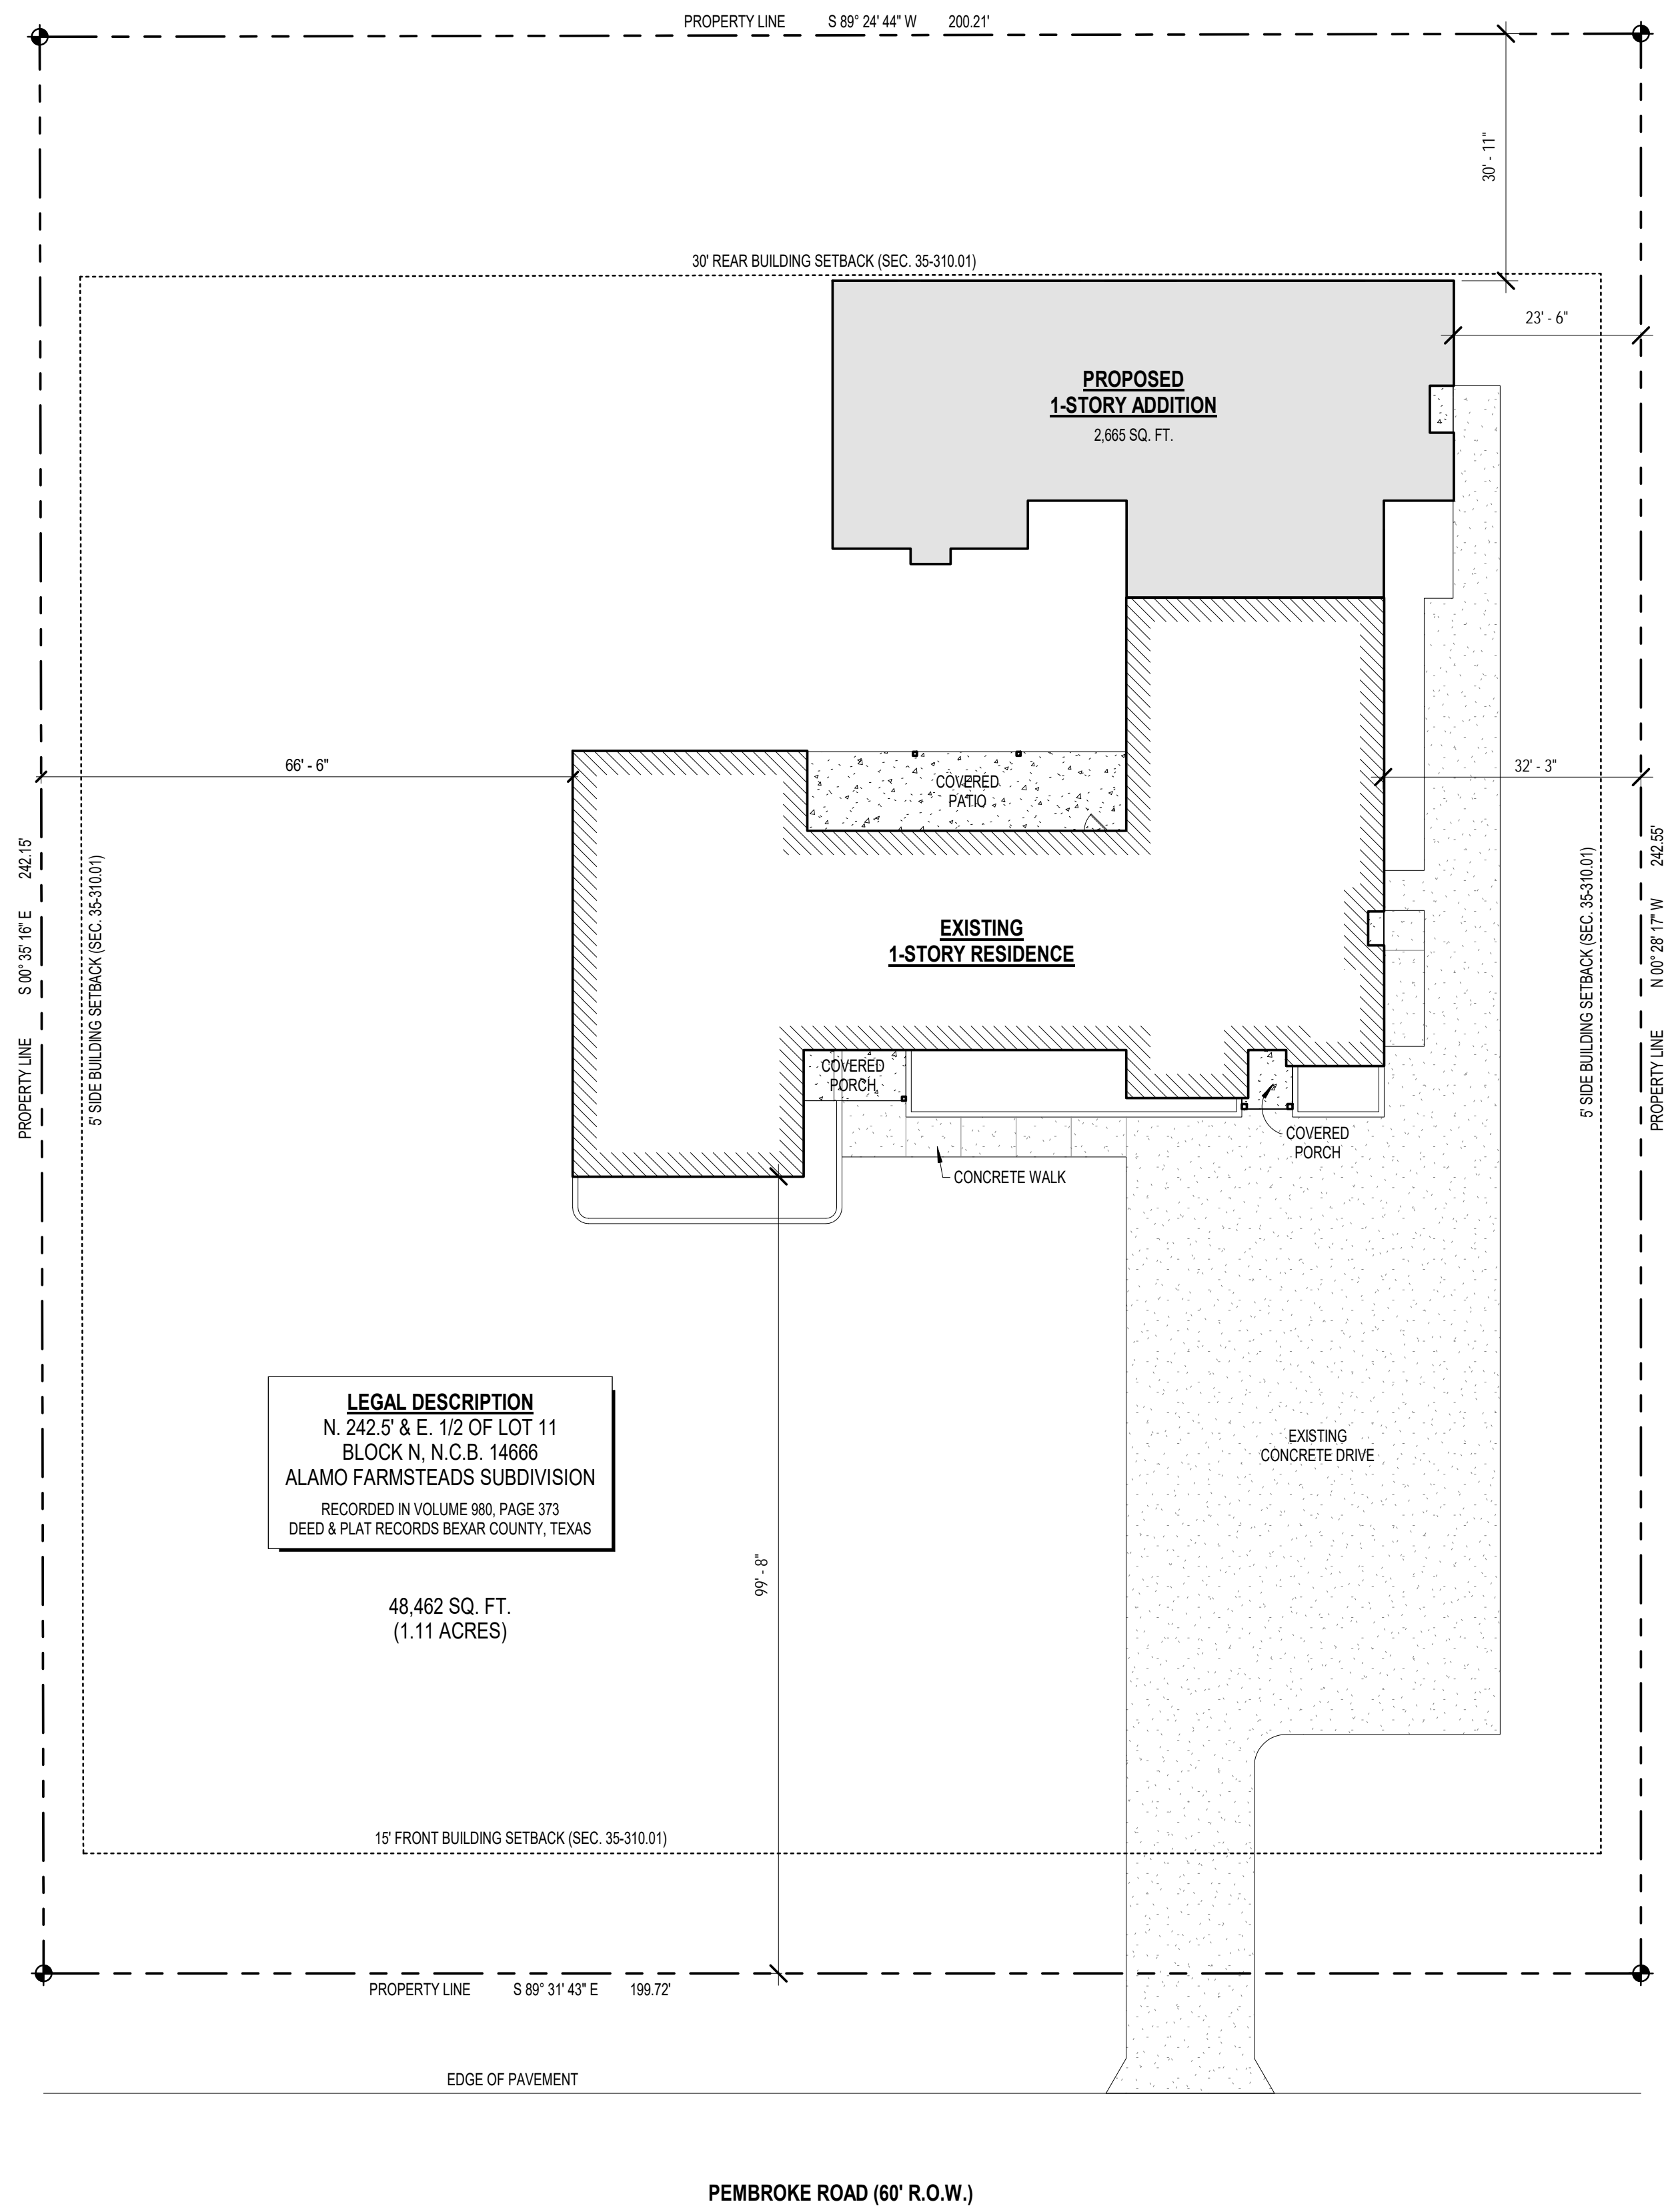 PROPERTY LINE S 89° 24' 44" W 200.21'
30' - 11"
30' REAR BUILDING SETBACK (SEC. 35-310.01)
23' - 6"
PROPOSED
1-STORY ADDITION
2,665 SQ. FT.
66' - 6"
COVERED
PATIO
32' - 3"
PROPERTY LINE S 00° 35' 16" E 242.15'
5' SIDE BUILDING SETBACK (SEC. 35-310.01)
5' SIDE BUILDING SETBACK (SEC. 35-310.01)
PROPERTY LINE N 00° 28' 17" W 242.55'
EXISTING
1-STORY RESIDENCE
COVERED
PORCH
COVERED
PORCH
CONCRETE WALK
LEGAL DESCRIPTION
N. 242.5' & E. 1/2 OF LOT 11
BLOCK N, N.C.B. 14666
ALAMO FARMSTEADS SUBDIVISION
RECORDED IN VOLUME 980, PAGE 373
DEED & PLAT RECORDS BEXAR COUNTY, TEXAS
EXISTING
CONCRETE DRIVE
99' - 8"
48,462 SQ. FT.
(1.11 ACRES)
15' FRONT BUILDING SETBACK (SEC. 35-310.01)
PROPERTY LINE S 89° 31' 43" E 199.72'
EDGE OF PAVEMENT
PEMBROKE ROAD (60' R.O.W.)